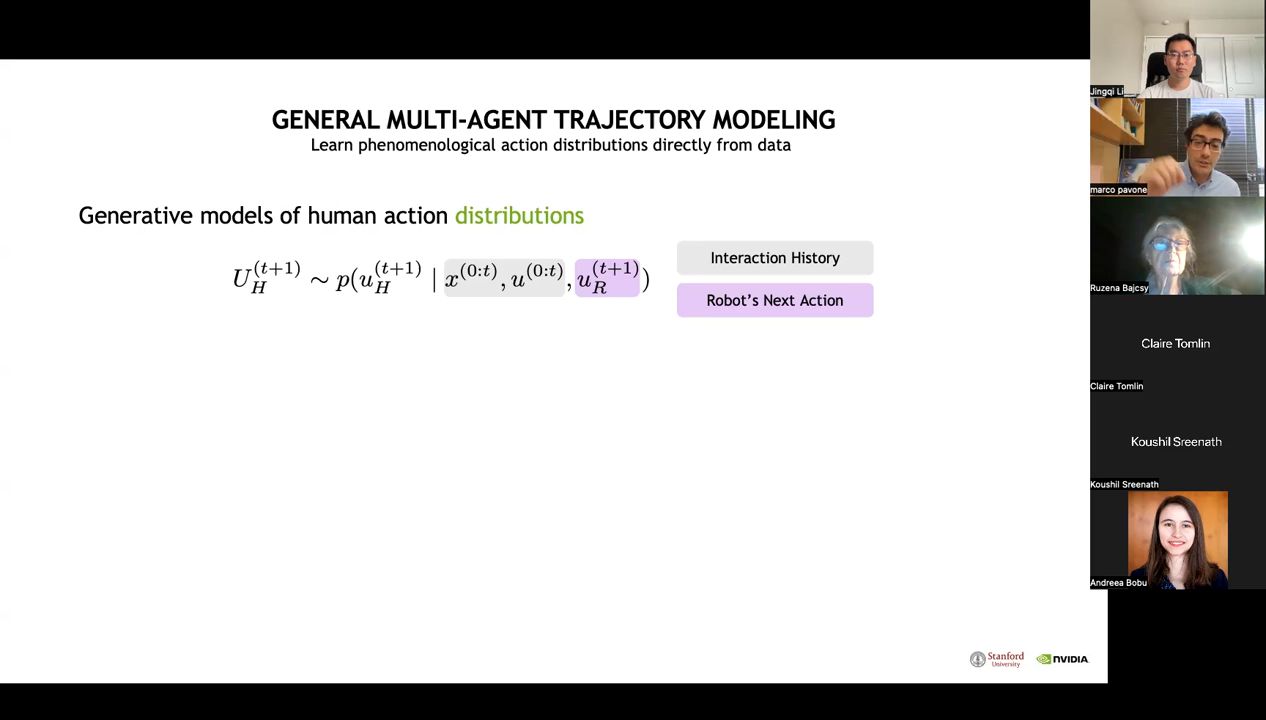 GENERAL MULTI-AGENT TRAJECTORY MODELING
Learn phenomenological action distributions directly from data
Generative models of human action distributions
U_H^{(t+1)} ∼ p(u_H^{(t+1)} | x^{(0:t)}, u^{(0:t)}, u_R^{(t+1)})
Interaction History
Robot's Next Action
Stanford
University
NVIDIA
Jingqi Li
marco pavone
Ruzena Bajcsy
Claire Tomlin
Claire Tomlin
Koushil Sreenath
Koushil Sreenath
Andreea Bobu